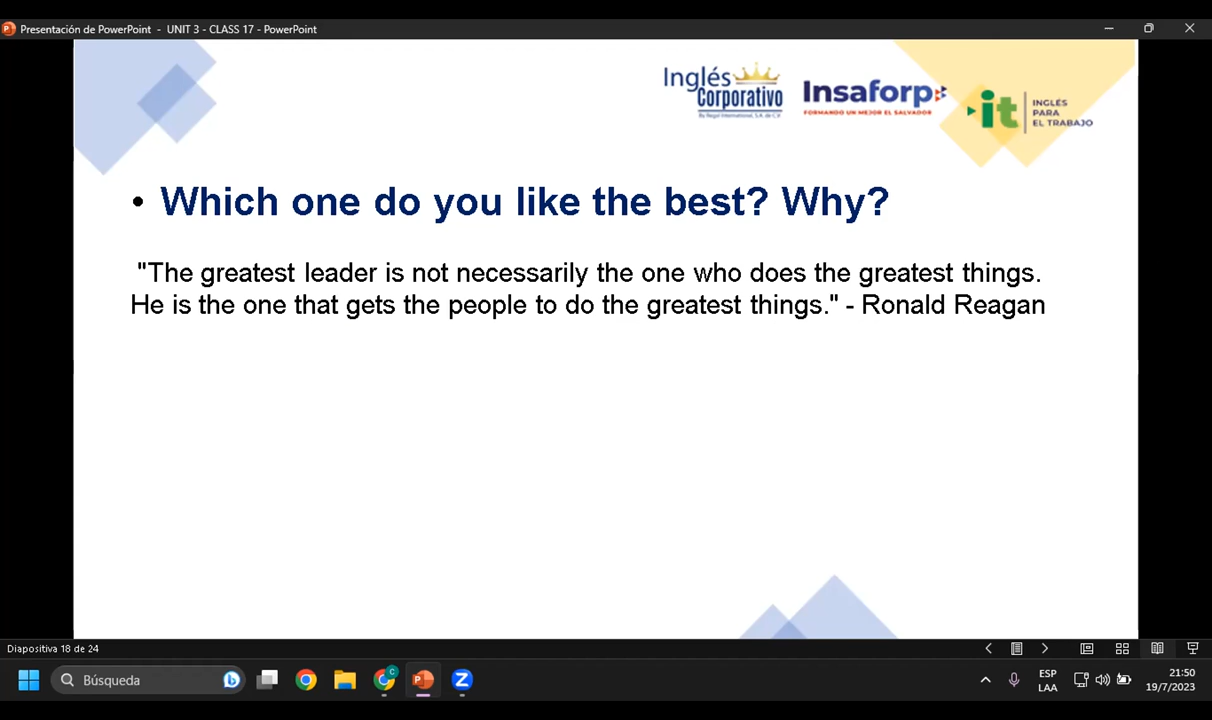 Presentación de PowerPoint - UNIT 3 - CLASS 17 - PowerPoint
Inglés
Corporativo
By Regal International, S.A. de C.V.
Insaforp
FORMANDO UN MEJOR EL SALVADOR
it
INGLÉS
PARA
EL TRABAJO
• Which one do you like the best? Why?
"The greatest leader is not necessarily the one who does the greatest things.
He is the one that gets the people to do the greatest things." - Ronald Reagan
Diapositiva 18 de 24
Búsqueda
ESP
LAA
21:50
19/7/2023